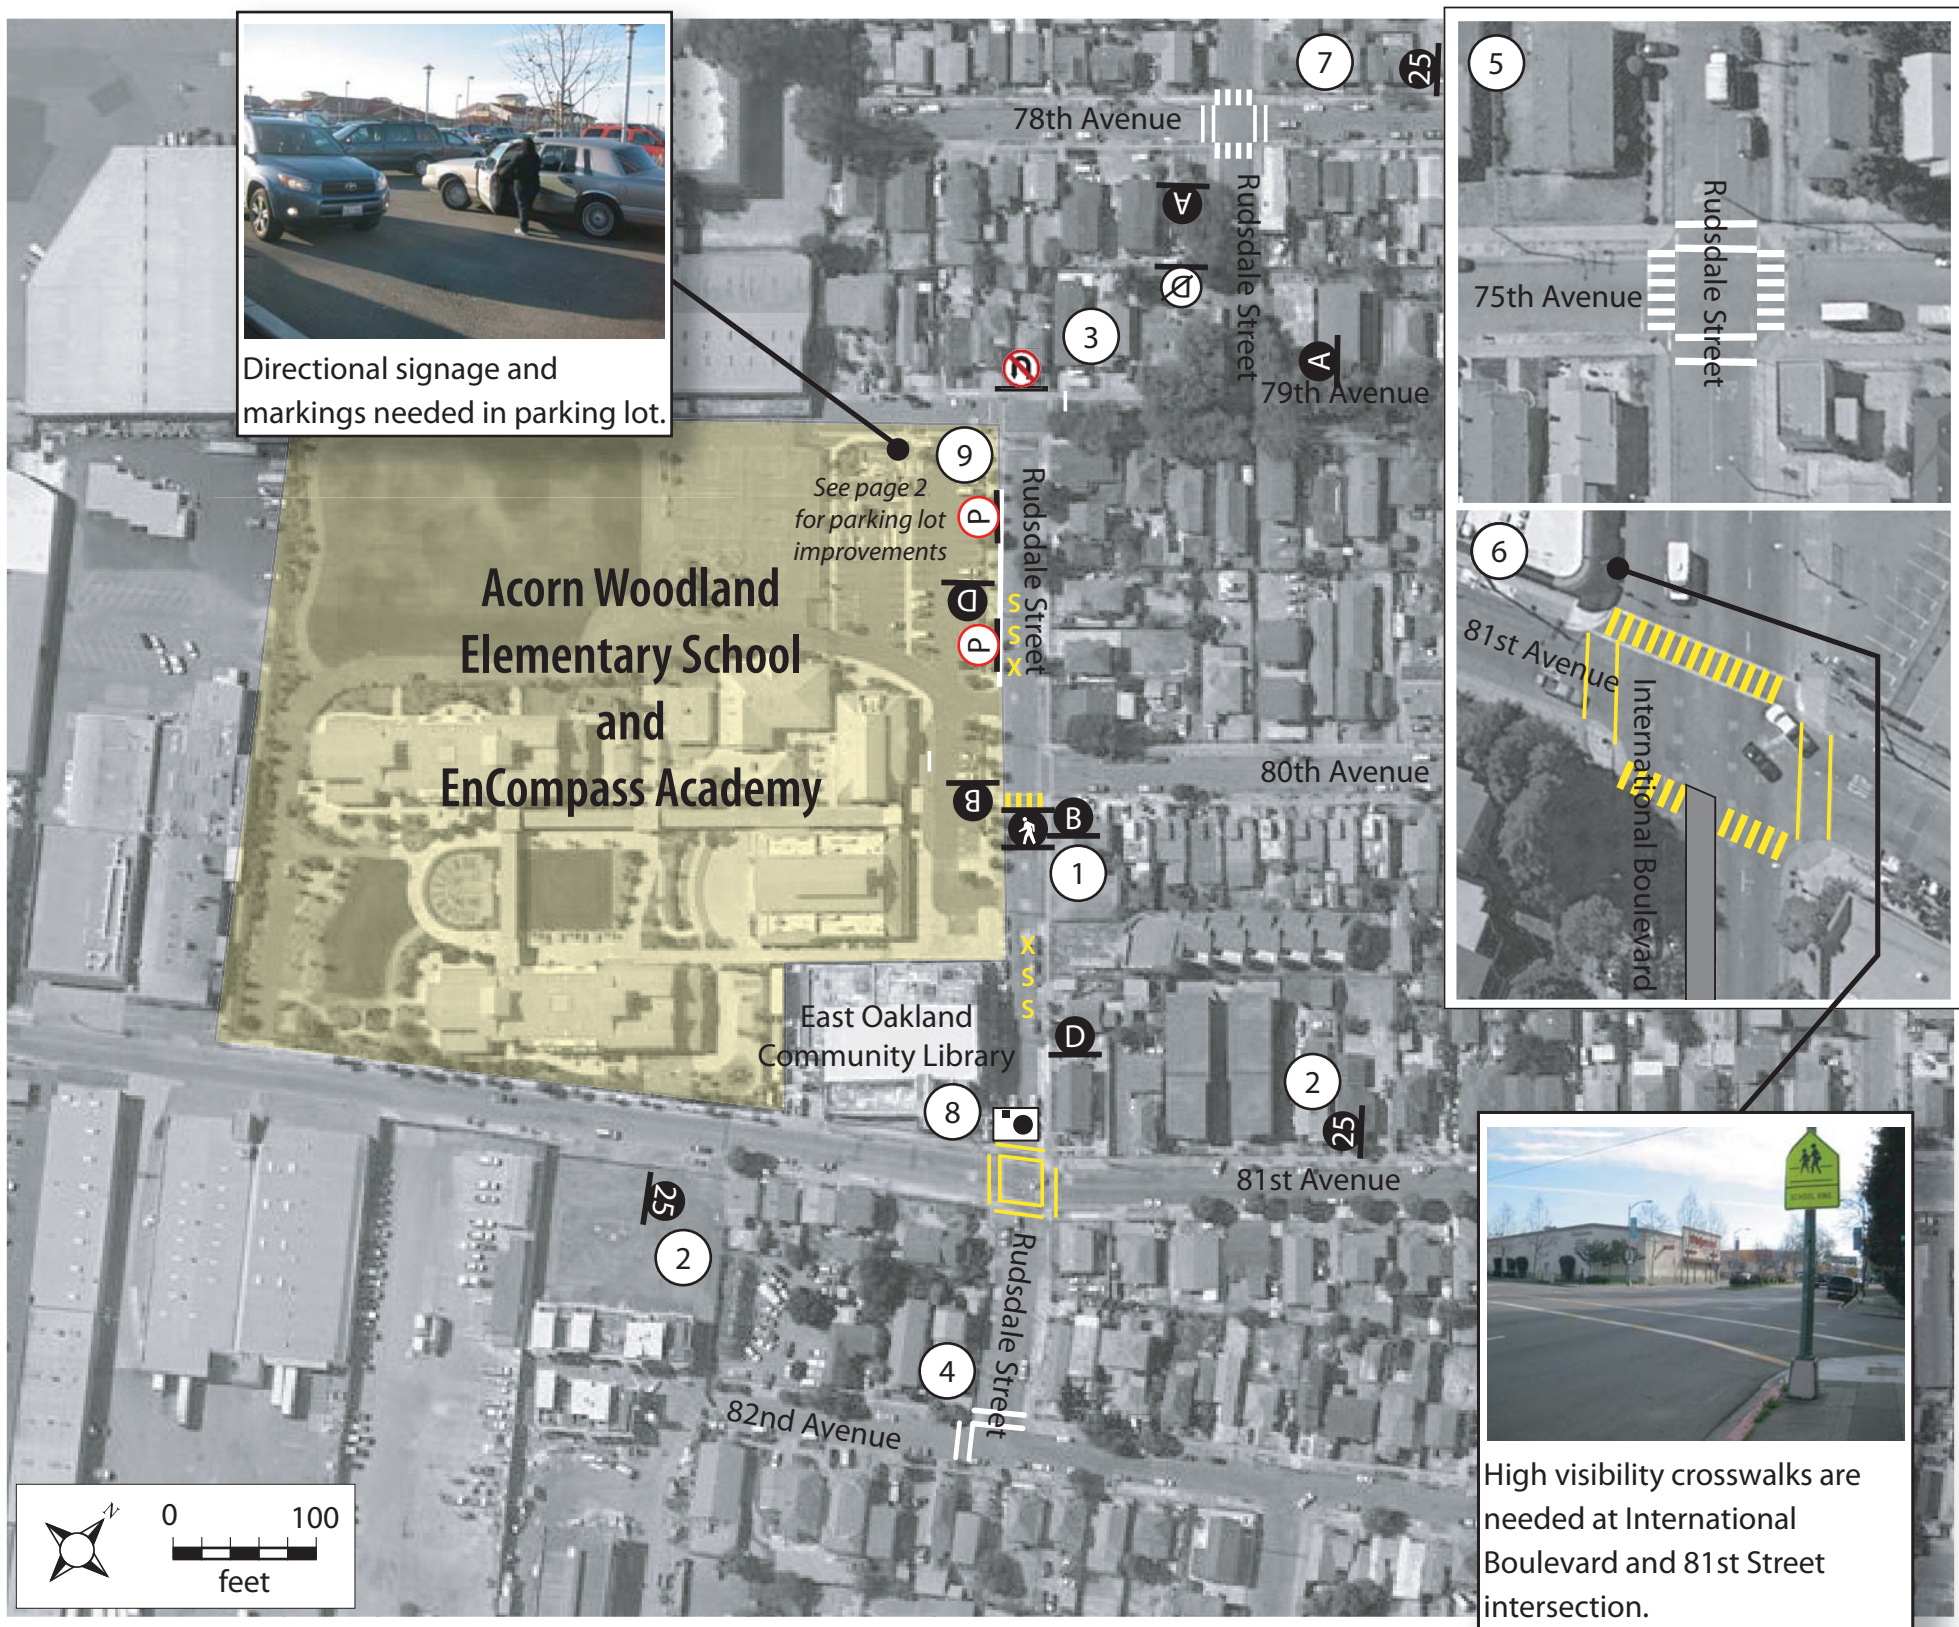 Directional signage and
markings needed in parking lot.
7
25
78th Avenue
A
Rudsdale Street
D
3
A
79th Avenue
5
Rudsdale Street
75th Avenue
6
81st Avenue
International Boulevard
9
See page 2
for parking lot
improvements
P
Rudsdale Street
D
S
S
P
X
Acorn Woodland
Elementary School
and
EnCompass Academy
80th Avenue
B
B
1
X
S
S
East Oakland
Community Library
D
2
8
25
81st Avenue
25
2
Rudsdale Street
4
82nd Avenue
SCHOOL XING
High visibility crosswalks are
needed at International
Boulevard and 81st Street
intersection.
N
0 100
feet